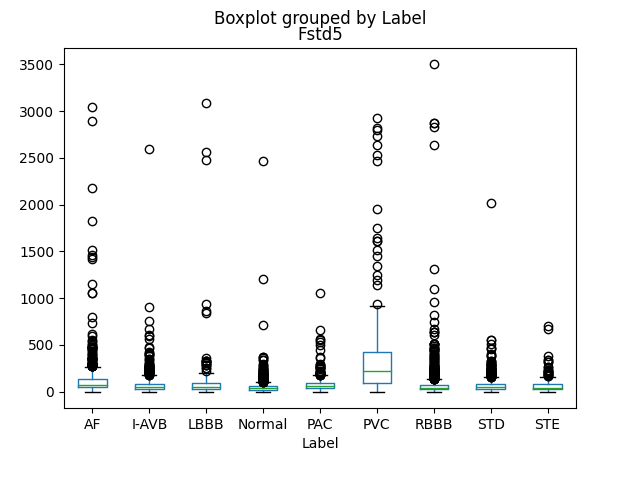 Boxplot grouped by Label
Fstd5
3500
3000
2500
2000
1500
1000
500
0
AF I-AVB LBBB Normal PAC PVC RBBB STD STE
Label